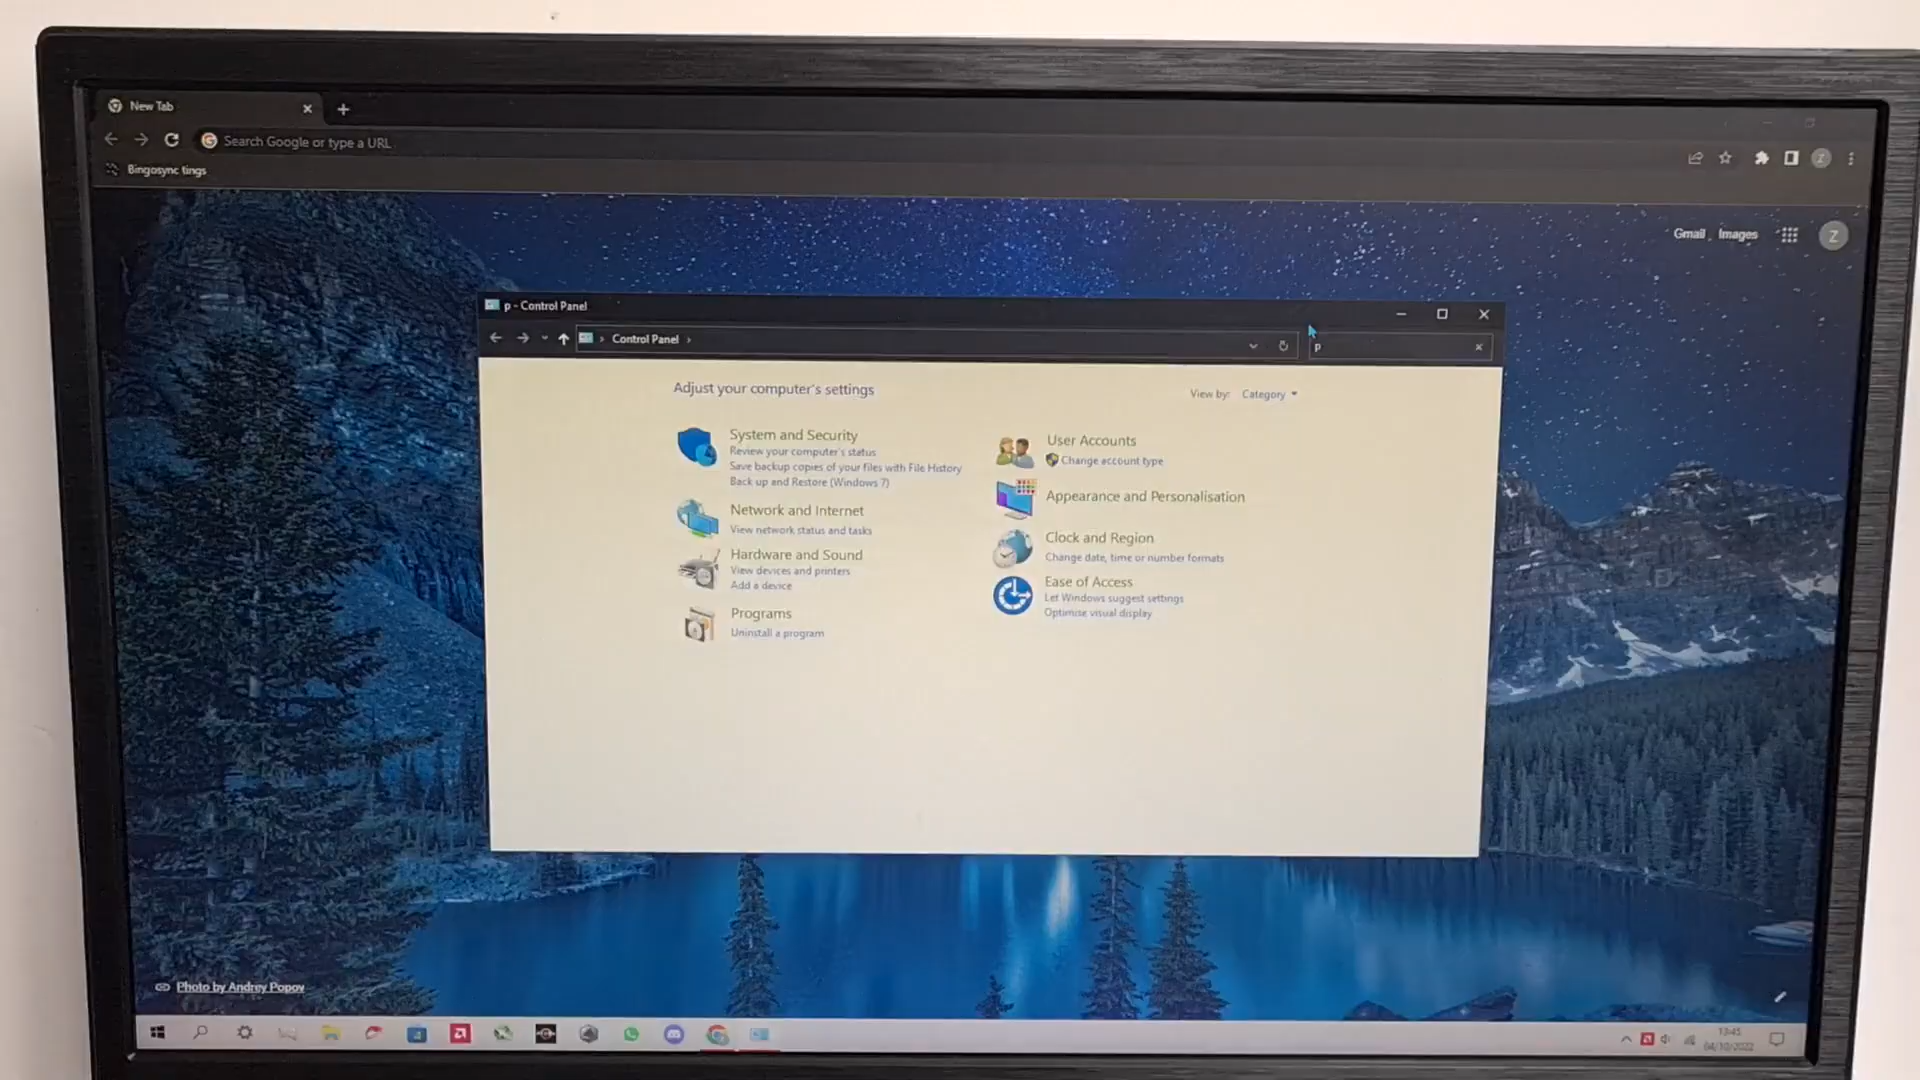 New Tab
Search Google or type a URL
Bingosync tings
Gmail Images
Z
p - Control Panel
Control Panel
p
Adjust your computer's settings
View by: Category
System and Security
Review your computer's status
Save backup copies of your files with File History
Back up and Restore (Windows 7)
Network and Internet
View network status and tasks
Hardware and Sound
View devices and printers
Add a device
Programs
Uninstall a program
User Accounts
Change account type
Appearance and Personalisation
Clock and Region
Change date, time or number formats
Ease of Access
Let Windows suggest settings
Optimise visual display
Photo by Andrey Popov
13:45
04/10/2022